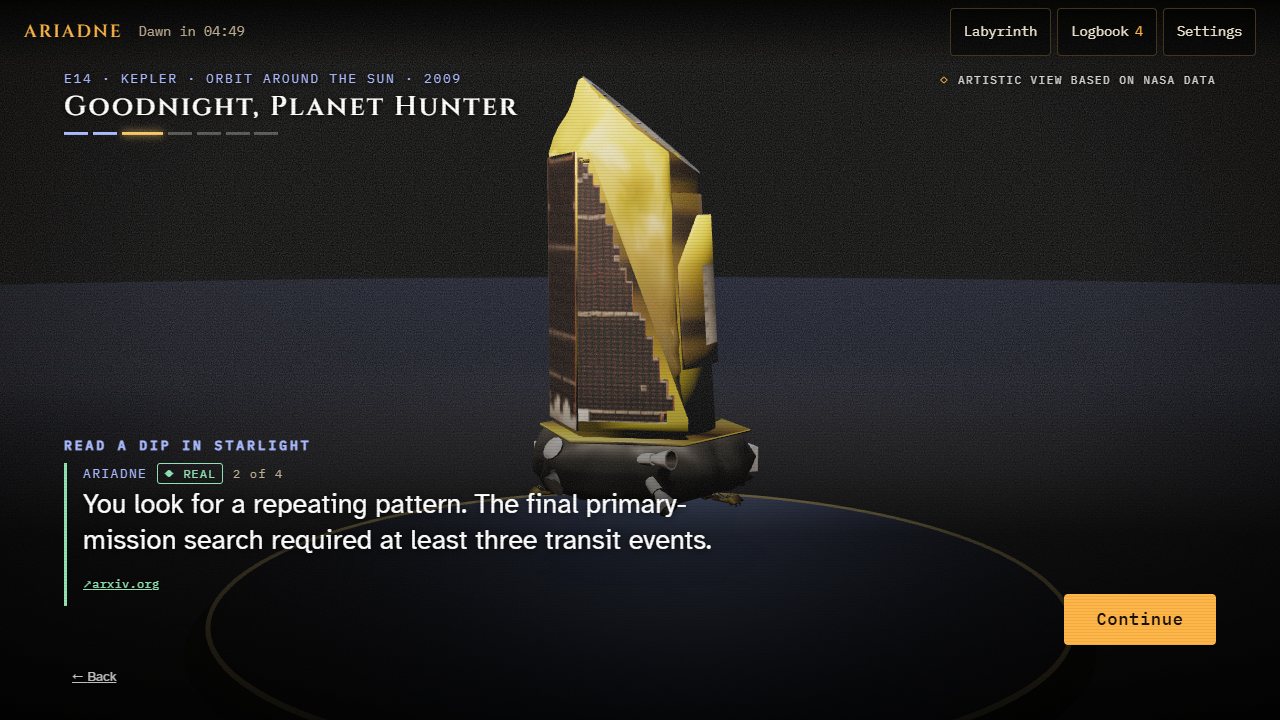 ARIADNE Dawn in 04:49 Labyrinth Logbook 4 Settings
E14 · KEPLER · ORBIT AROUND THE SUN · 2009
◇ ARTISTIC VIEW BASED ON NASA DATA
Goodnight, Planet Hunter
READ A DIP IN STARLIGHT
ARIADNE ◆ REAL 2 of 4
You look for a repeating pattern. The final primary-
mission search required at least three transit events.
↗arxiv.org
Continue
← Back